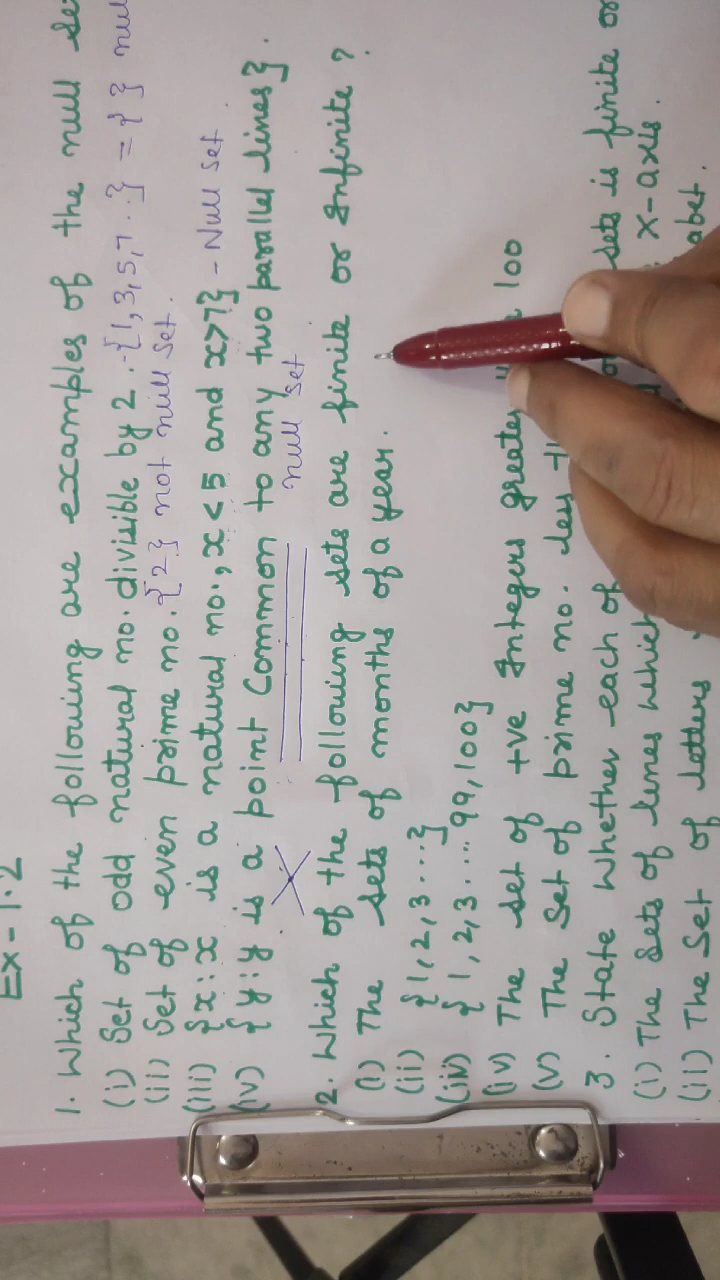 Ex-1.2
1. Which of the following are examples of the null set
(i) Set of odd natural no. divisible by 2. -{1,3,5,7..} = { } null
(ii) Set of even prime no. {2} not null set.
(iii) {x:x is a natural no., x<5 and x>7} - Null set
(iv) {y:y is a point common to any two parallel lines}.
null set
2. Which of the following sets are finite or Infinite ?
(i) The sets of months of a year.
(ii) {1,2,3...}
(iii) {1,2,3....99,100}
(iv) The set of +ve Integers greater 100
(v) The set of prime no. less
3. State whether each of sets is finite or
(i) The sets of lines which x-axis.
(ii) The Set of letters